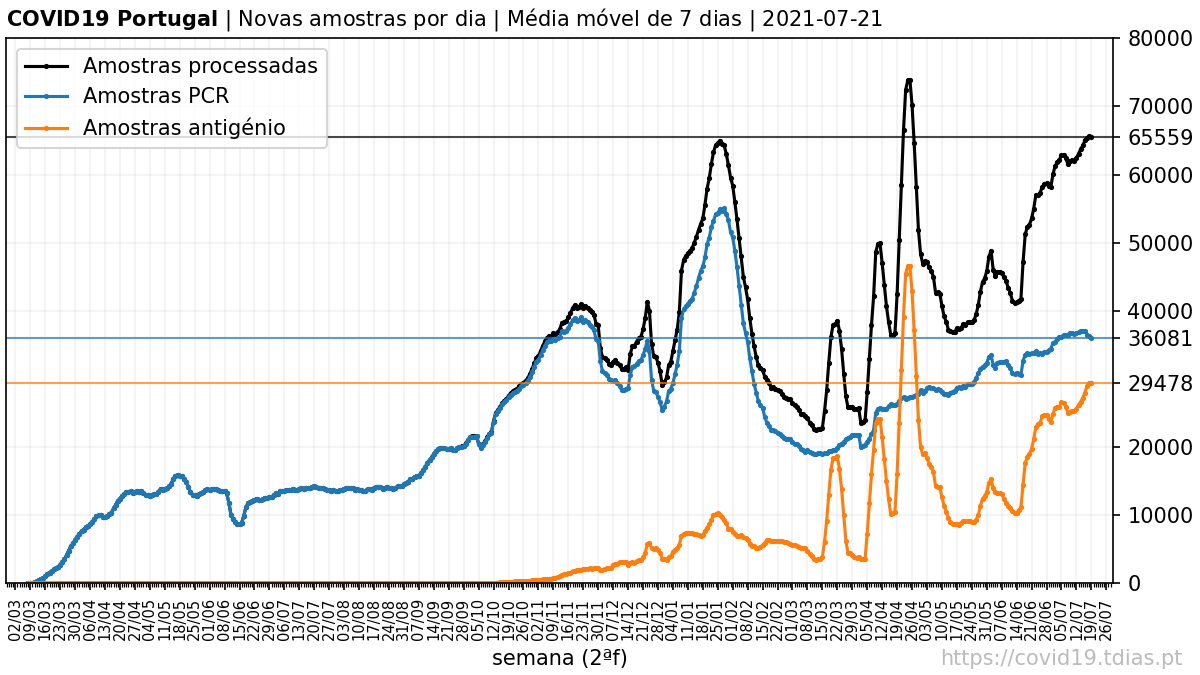 COVID19 Portugal | Novas amostras por dia | Média móvel de 7 dias | 2021-07-21
Amostras processadas
Amostras PCR
Amostras antigénio
80000
70000
65559
60000
50000
40000
36081
29478
20000
10000
0
02/03 09/03 16/03 23/03 30/03 06/04 13/04 20/04 27/04 04/05 11/05 18/05 25/05 01/06 08/06 15/06 22/06 29/06 06/07 13/07 20/07 27/07 03/08 10/08 17/08 24/08 31/08 07/09 14/09 21/09 28/09 05/10 12/10 19/10 26/10 02/11 09/11 16/11 23/11 30/11 07/12 14/12 21/12 28/12 04/01 11/01 18/01 25/01 01/02 08/02 15/02 22/02 01/03 08/03 15/03 22/03 29/03 05/04 12/04 19/04 26/04 03/05 10/05 17/05 24/05 31/05 07/06 14/06 21/06 28/06 05/07 12/07 19/07 26/07
semana (2ªf)
https://covid19.tdias.pt